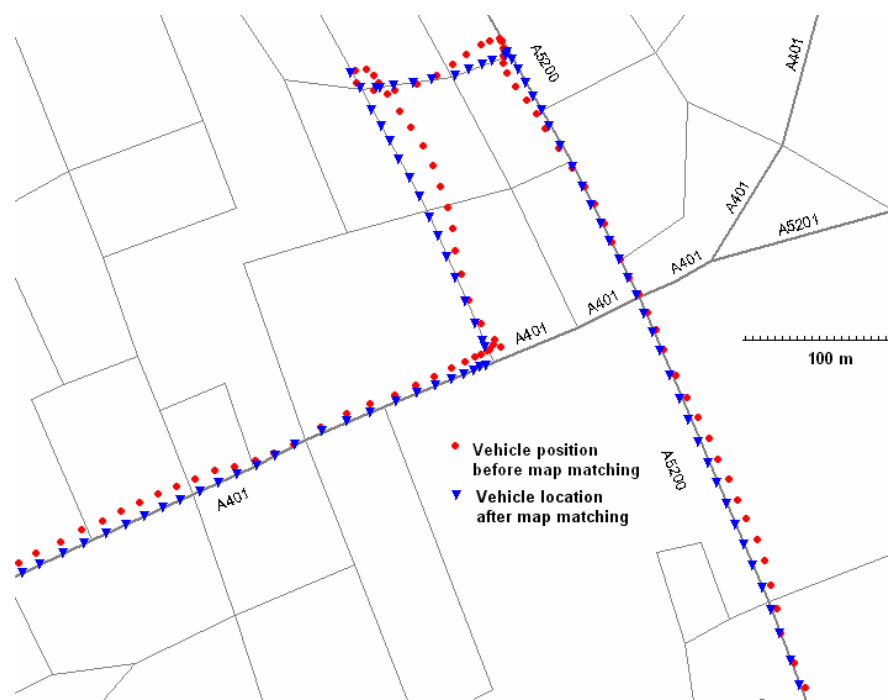 A5200
A401
A401
A5201
A401
A401
A401
100 m
Vehicle position
before map matching
A5200
Vehicle location
after map matching
A401